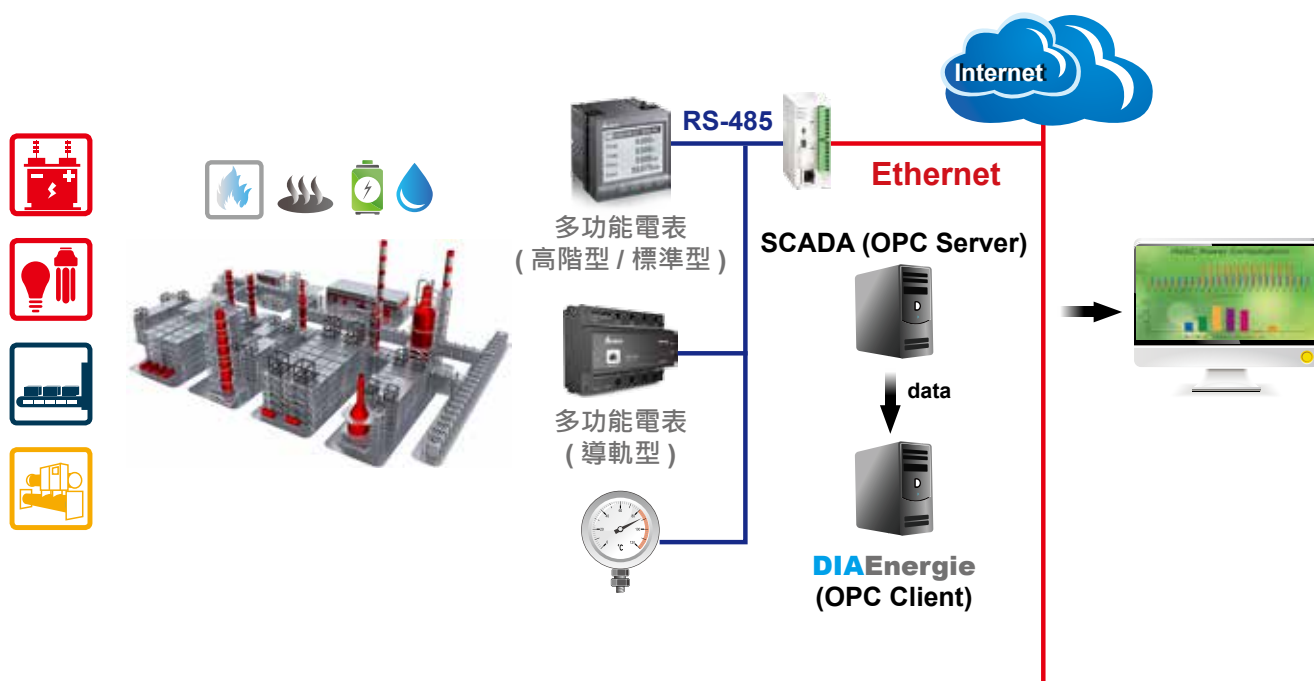 Internet
RS-485
Ethernet
多功能電表
( 高階型 / 標準型 )
SCADA (OPC Server)
多功能電表
( 導軌型 )
data
°C
DIAEnergie
(OPC Client)